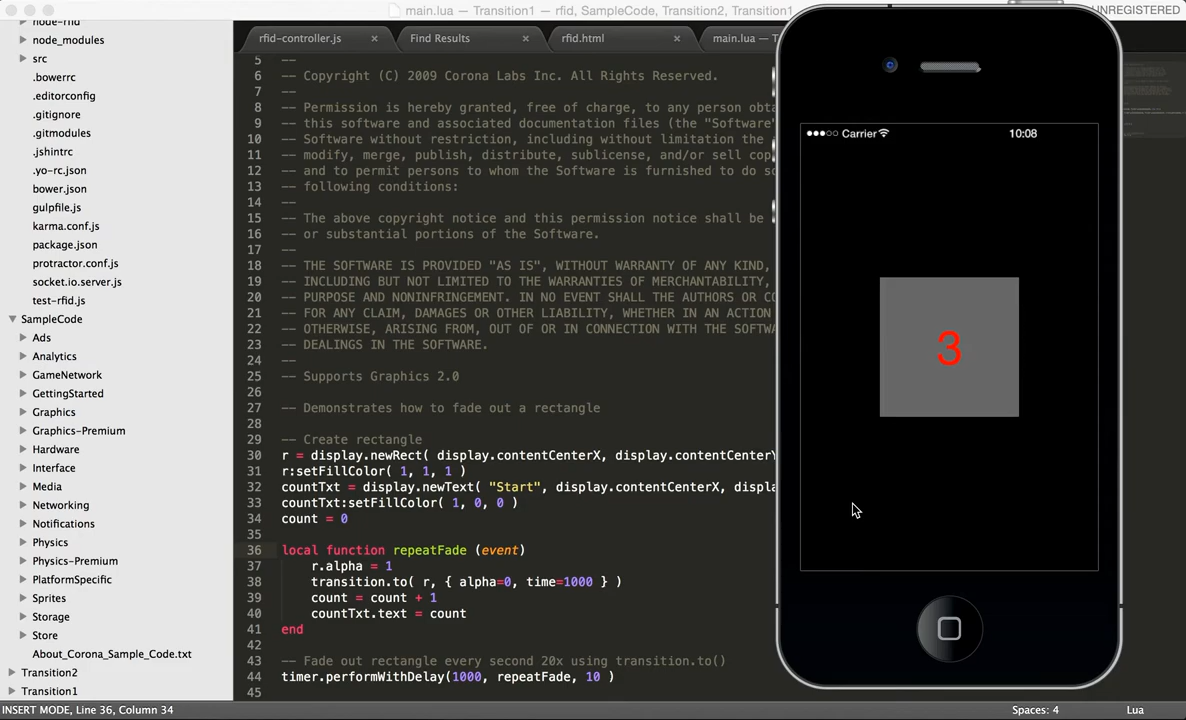 main.lua — Transition1 — rfid, SampleCode, Transition2, Transition1
UNREGISTERED
node-rfid
node_modules
src
.bowerrc
.editorconfig
.gitignore
.gitmodules
.jshintrc
.yo-rc.json
bower.json
gulpfile.js
karma.conf.js
package.json
protractor.conf.js
socket.io.server.js
test-rfid.js
SampleCode
Ads
Analytics
GameNetwork
GettingStarted
Graphics
Graphics-Premium
Hardware
Interface
Media
Networking
Notifications
Physics
Physics-Premium
PlatformSpecific
Sprites
Storage
Store
About_Corona_Sample_Code.txt
Transition2
Transition1
rfid-controller.js × Find Results × rfid.html × main.lua — T
5 --
6 -- Copyright (C) 2009 Corona Labs Inc. All Rights Reserved.
7 --
8 -- Permission is hereby granted, free of charge, to any person obta
9 -- this software and associated documentation files (the "Software"
10 -- Software without restriction, including without limitation the
11 -- modify, merge, publish, distribute, sublicense, and/or sell cop
12 -- and to permit persons to whom the Software is furnished to do so
13 -- following conditions:
14 --
15 -- The above copyright notice and this permission notice shall be
16 -- or substantial portions of the Software.
17 --
18 -- THE SOFTWARE IS PROVIDED "AS IS", WITHOUT WARRANTY OF ANY KIND,
19 -- INCLUDING BUT NOT LIMITED TO THE WARRANTIES OF MERCHANTABILITY,
20 -- PURPOSE AND NONINFRINGEMENT. IN NO EVENT SHALL THE AUTHORS OR CO
21 -- FOR ANY CLAIM, DAMAGES OR OTHER LIABILITY, WHETHER IN AN ACTION
22 -- OTHERWISE, ARISING FROM, OUT OF OR IN CONNECTION WITH THE SOFTWA
23 -- DEALINGS IN THE SOFTWARE.
24 --
25 -- Supports Graphics 2.0
26
27 -- Demonstrates how to fade out a rectangle
28
29 -- Create rectangle
30 r = display.newRect( display.contentCenterX, display.contentCenterY
31 r:setFillColor( 1, 1, 1 )
32 countTxt = display.newText( "Start", display.contentCenterX, displa
33 countTxt:setFillColor( 1, 0, 0 )
34 count = 0
35
36 local function repeatFade (event)
37 r.alpha = 1
38 transition.to( r, { alpha=0, time=1000 } )
39 count = count + 1
40 countTxt.text = count
41 end
42
43 -- Fade out rectangle every second 20x using transition.to()
44 timer.performWithDelay(1000, repeatFade, 10 )
45
Carrier 10:08
3
INSERT MODE, Line 36, Column 34
Spaces: 4 Lua